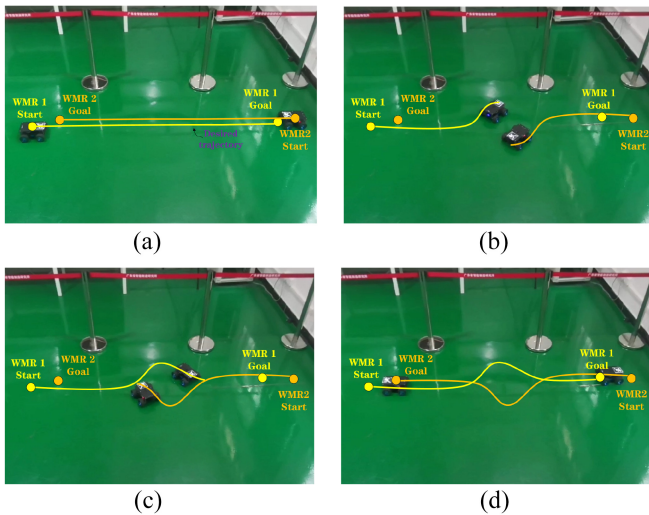 WMR 1
Start
WMR 2
Goal
WMR 1
Goal
WMR2
Start
Desired
trajectory
(a)
WMR 1
Start
WMR 2
Goal
WMR 1
Goal
WMR2
Start
(b)
WMR 1
Start
WMR 2
Goal
WMR 1
Goal
WMR2
Start
(c)
WMR 1
Start
WMR 2
Goal
WMR 1
Goal
WMR2
Start
(d)